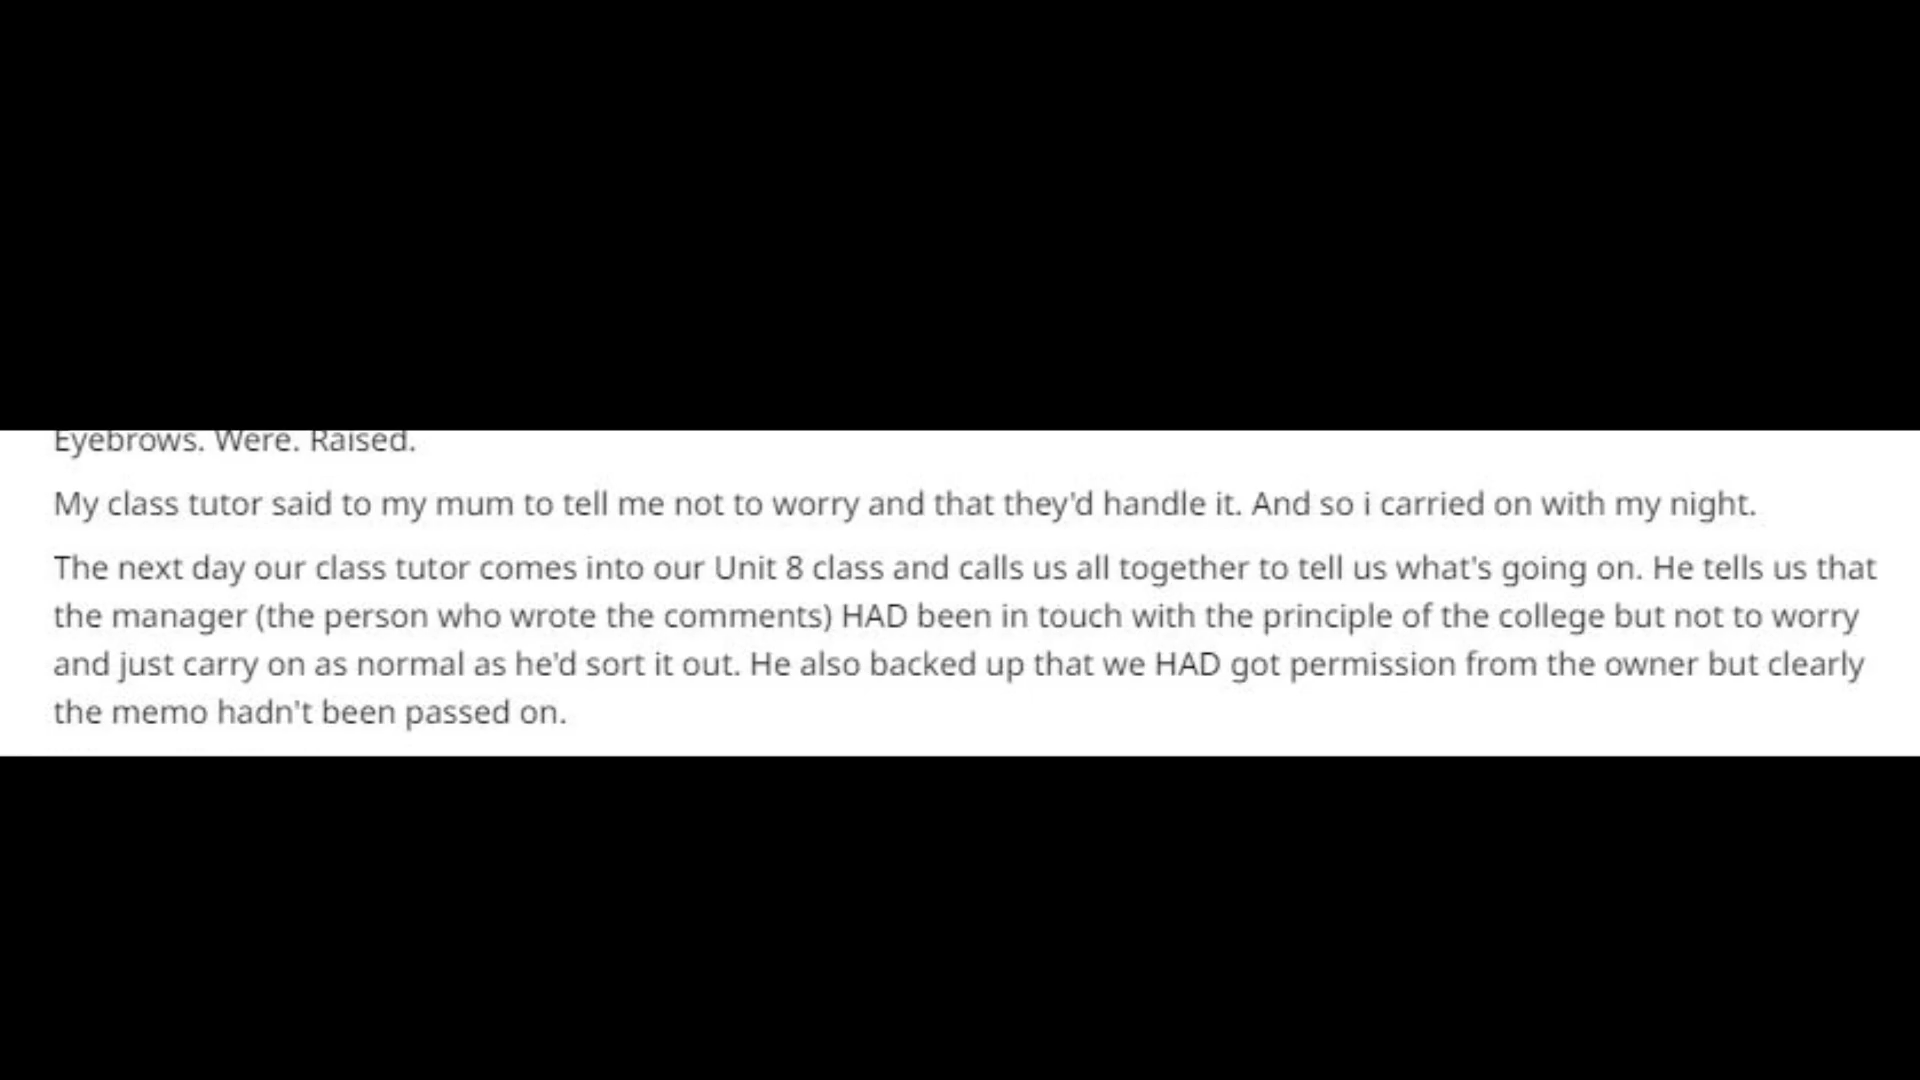 Eyebrows. Were. Raised.
My class tutor said to my mum to tell me not to worry and that they'd handle it. And so i carried on with my night.
The next day our class tutor comes into our Unit 8 class and calls us all together to tell us what's going on. He tells us that
the manager (the person who wrote the comments) HAD been in touch with the principle of the college but not to worry
and just carry on as normal as he'd sort it out. He also backed up that we HAD got permission from the owner but clearly
the memo hadn't been passed on.